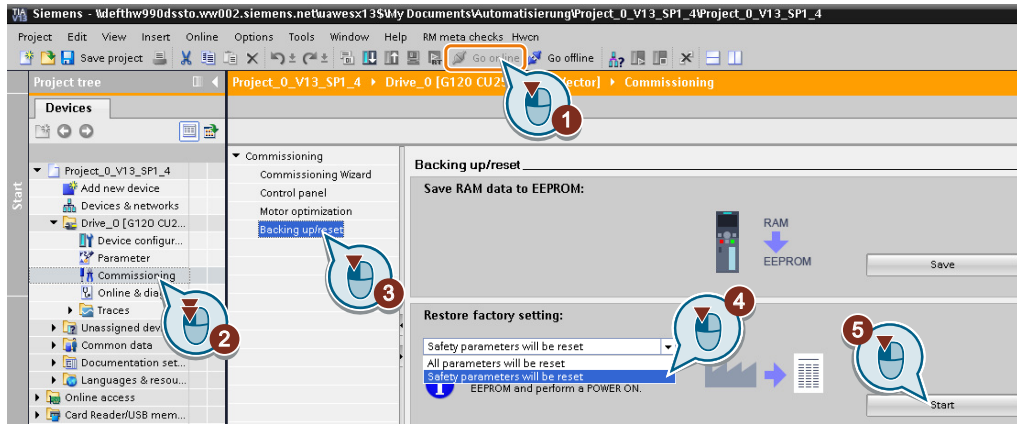 Siemens - \\defthw990dssto.ww002.siemens.net\uawesx13$\My Documents\Automatisierung\Project_0_V13_SP1_4\Project_0_V13_SP1_4
Project Edit View Insert Online Options Tools Window Help RM meta checks Hwcn
Save project Go online Go offline
Project tree
Project_0_V13_SP1_4 Drive_0 [G120 Vector] Commissioning
Devices
1
Start
Project_0_V13_SP1_4
Add new device
Devices & networks
Drive_0 [G120 CU2...
Device configur...
Parameter
Commissioning
Online &
Traces
Unassigned
Common data
Documentation set...
Languages & resou...
Online access
Card Reader/USB mem...
2
Commissioning
Commissioning Wizard
Control panel
Motor optimization
Backing up/reset
3
Backing up/reset
Save RAM data to EEPROM:
RAM
EEPROM
Save
Restore factory setting:
4
Safety parameters will be reset
All parameters will be reset
Safety parameters will be reset
EEPROM and perform a POWER ON.
5
Start